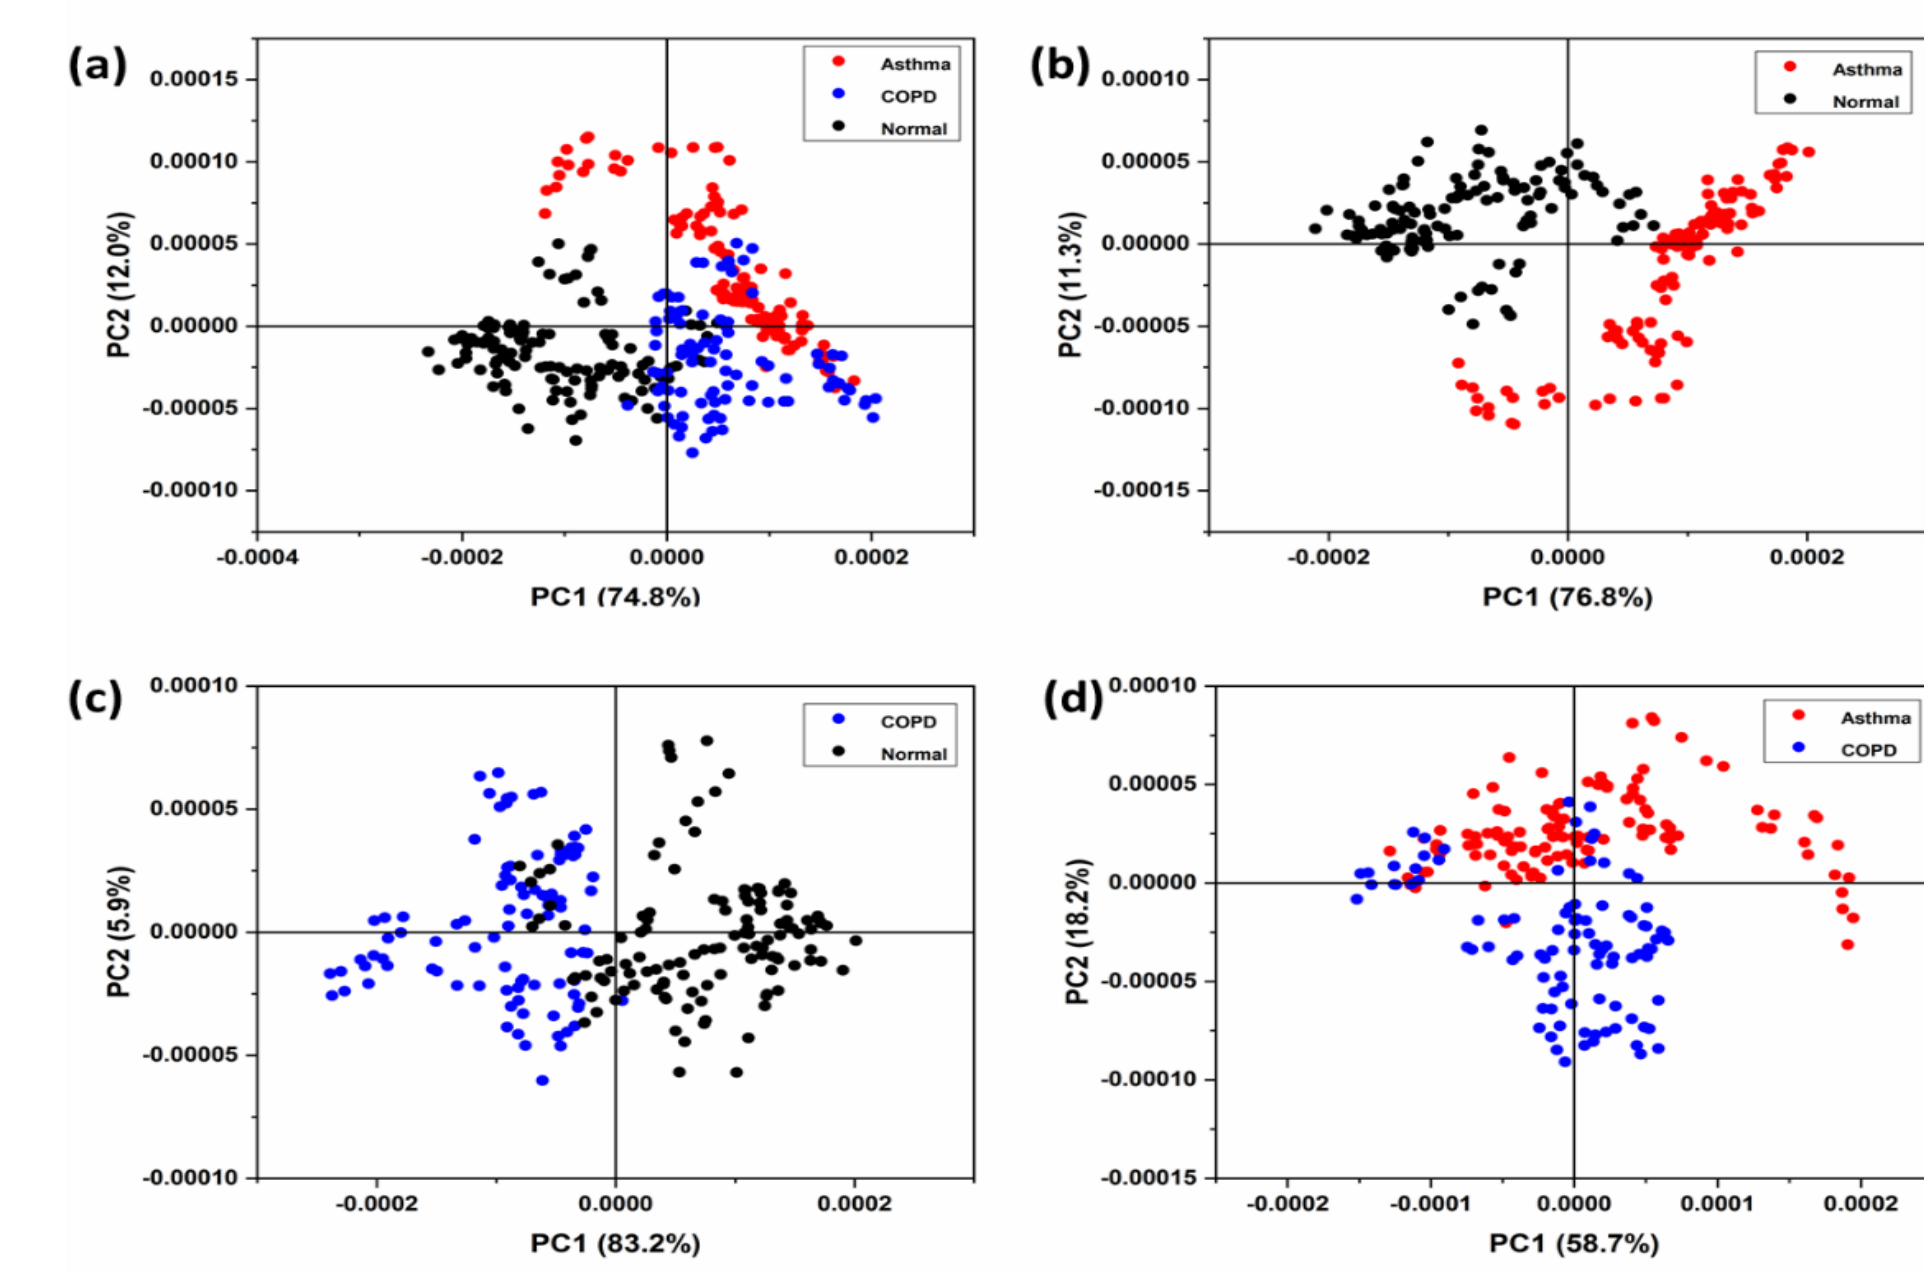 (a)
Asthma
COPD
Normal
0.00015
0.00010
0.00005
0.00000
-0.00005
-0.00010
PC2 (12.0%)
-0.0004
-0.0002
0.0000
0.0002
PC1 (74.8%)
(b)
Asthma
Normal
0.00010
0.00005
0.00000
-0.00005
-0.00010
-0.00015
PC2 (11.3%)
-0.0002
0.0000
0.0002
PC1 (76.8%)
(c)
COPD
Normal
0.00010
0.00005
0.00000
-0.00005
-0.00010
PC2 (5.9%)
-0.0002
0.0000
0.0002
PC1 (83.2%)
(d)
Asthma
COPD
0.00010
0.00005
0.00000
-0.00005
-0.00010
-0.00015
PC2 (18.2%)
-0.0002
-0.0001
0.0000
0.0001
0.0002
PC1 (58.7%)